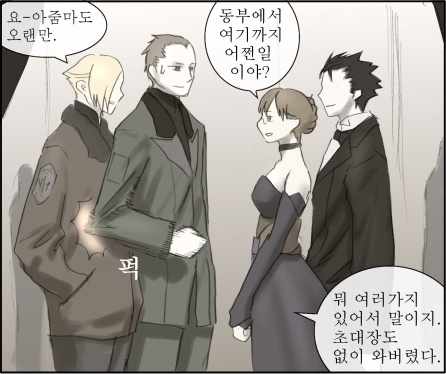 요-아줌마도
오랜만.
동부에서
여기까지
어쩐일
이야?
퍽
뭐 여러가지
있어서 말이지.
초대장도
없이 와버렸다.